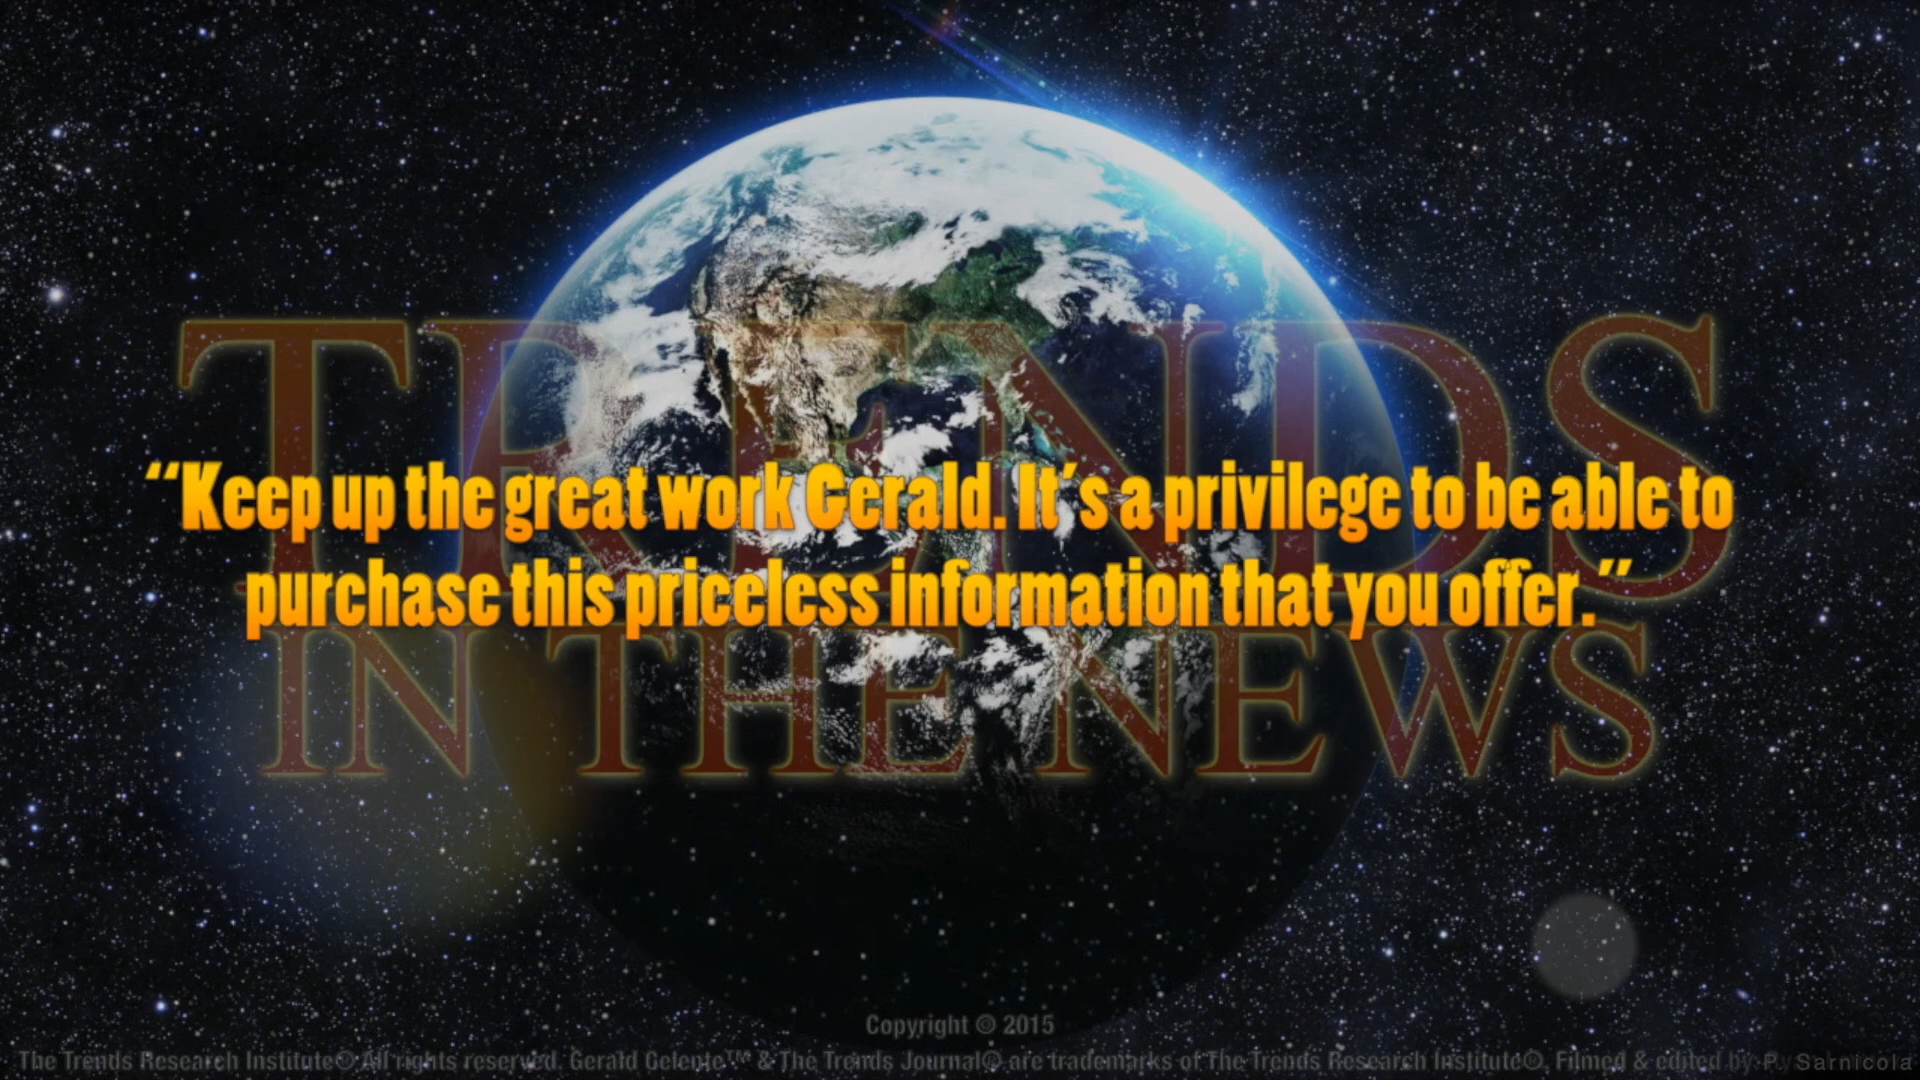 TRENDS
“Keep up the great work Gerald. It's a privilege to be able to
purchase this priceless information that you offer.”
IN THE NEWS
Copyright © 2015
The Trends Research Institute® All rights reserved. Gerald Celente™ & The Trends Journal® are trademarks of The Trends Research Institute®. Filmed & edited by P. Sarnicola